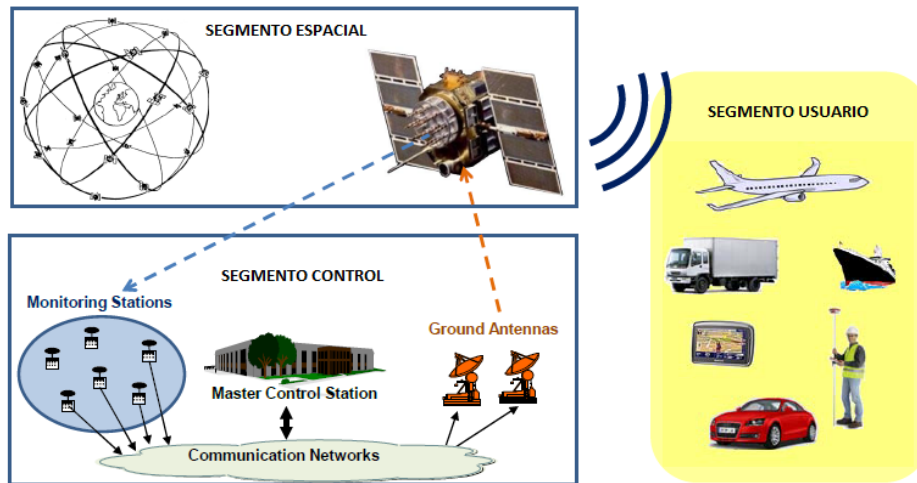 SEGMENTO ESPACIAL
SEGMENTO USUARIO
SEGMENTO CONTROL
Monitoring Stations
Ground Antennas
Master Control Station
Communication Networks